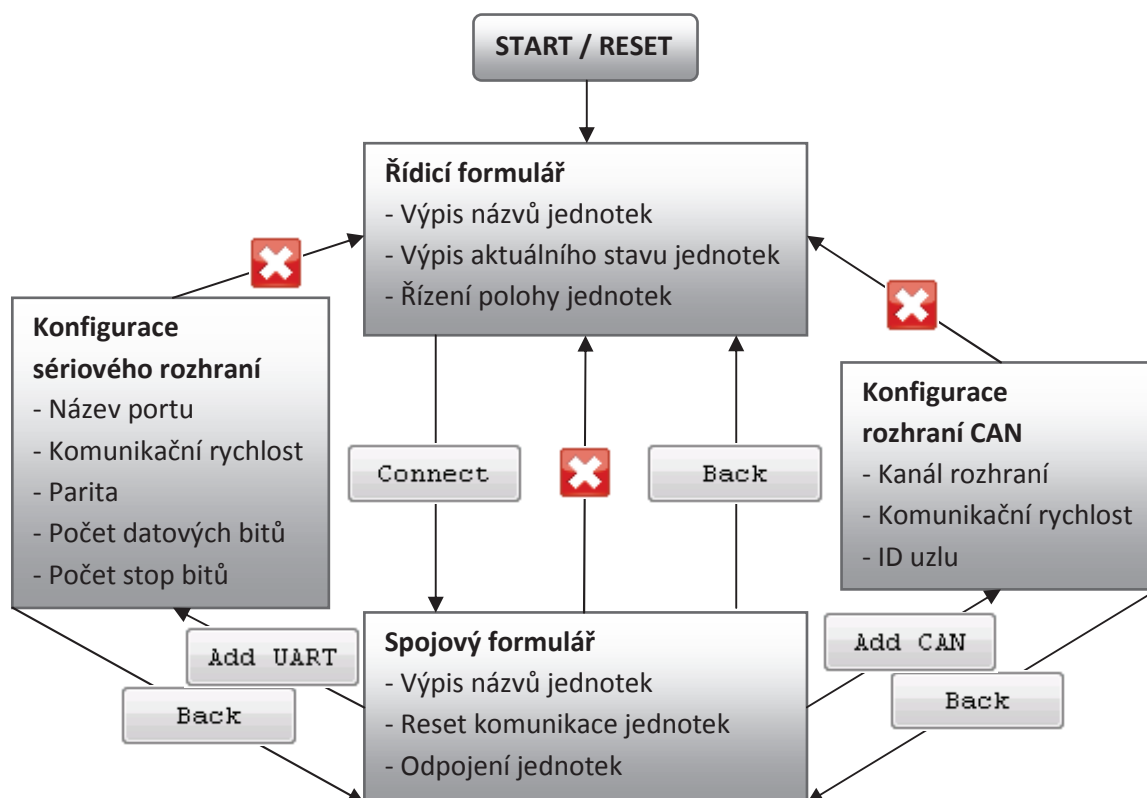 START / RESET
Řídicí formulář
- Výpis názvů jednotek
- Výpis aktuálního stavu jednotek
- Řízení polohy jednotek
Konfigurace
sériového rozhraní
- Název portu
- Komunikační rychlost
- Parita
- Počet datových bitů
- Počet stop bitů
Connect
Back
Konfigurace
rozhraní CAN
- Kanál rozhraní
- Komunikační rychlost
- ID uzlu
Add UART
Back
Spojový formulář
- Výpis názvů jednotek
- Reset komunikace jednotek
- Odpojení jednotek
Add CAN
Back